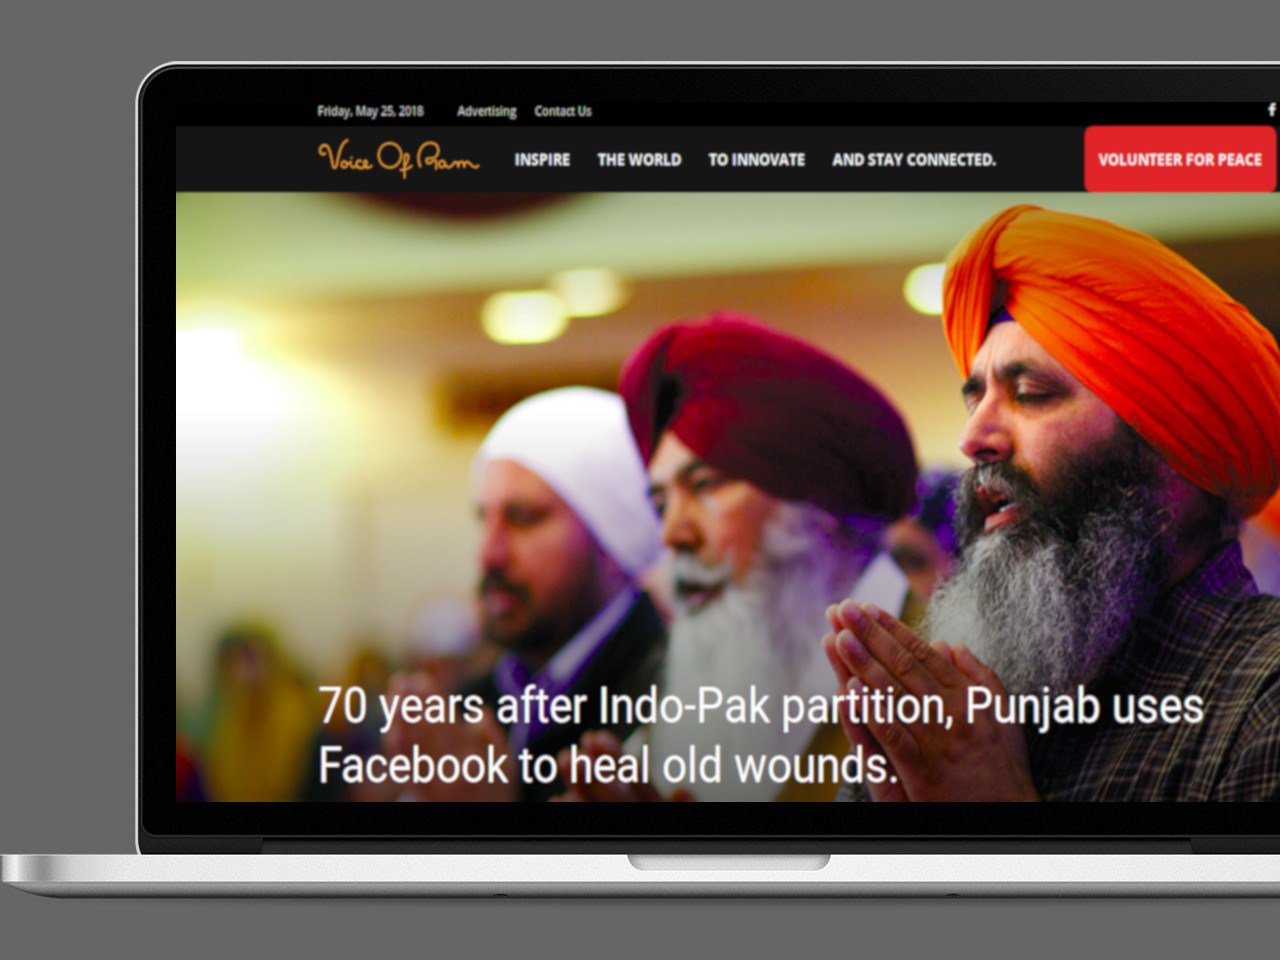 Friday, May 25, 2018 Advertising Contact Us f
Voice Of Ram INSPIRE THE WORLD TO INNOVATE AND STAY CONNECTED. VOLUNTEER FOR PEACE
70 years after Indo-Pak partition, Punjab uses
Facebook to heal old wounds.